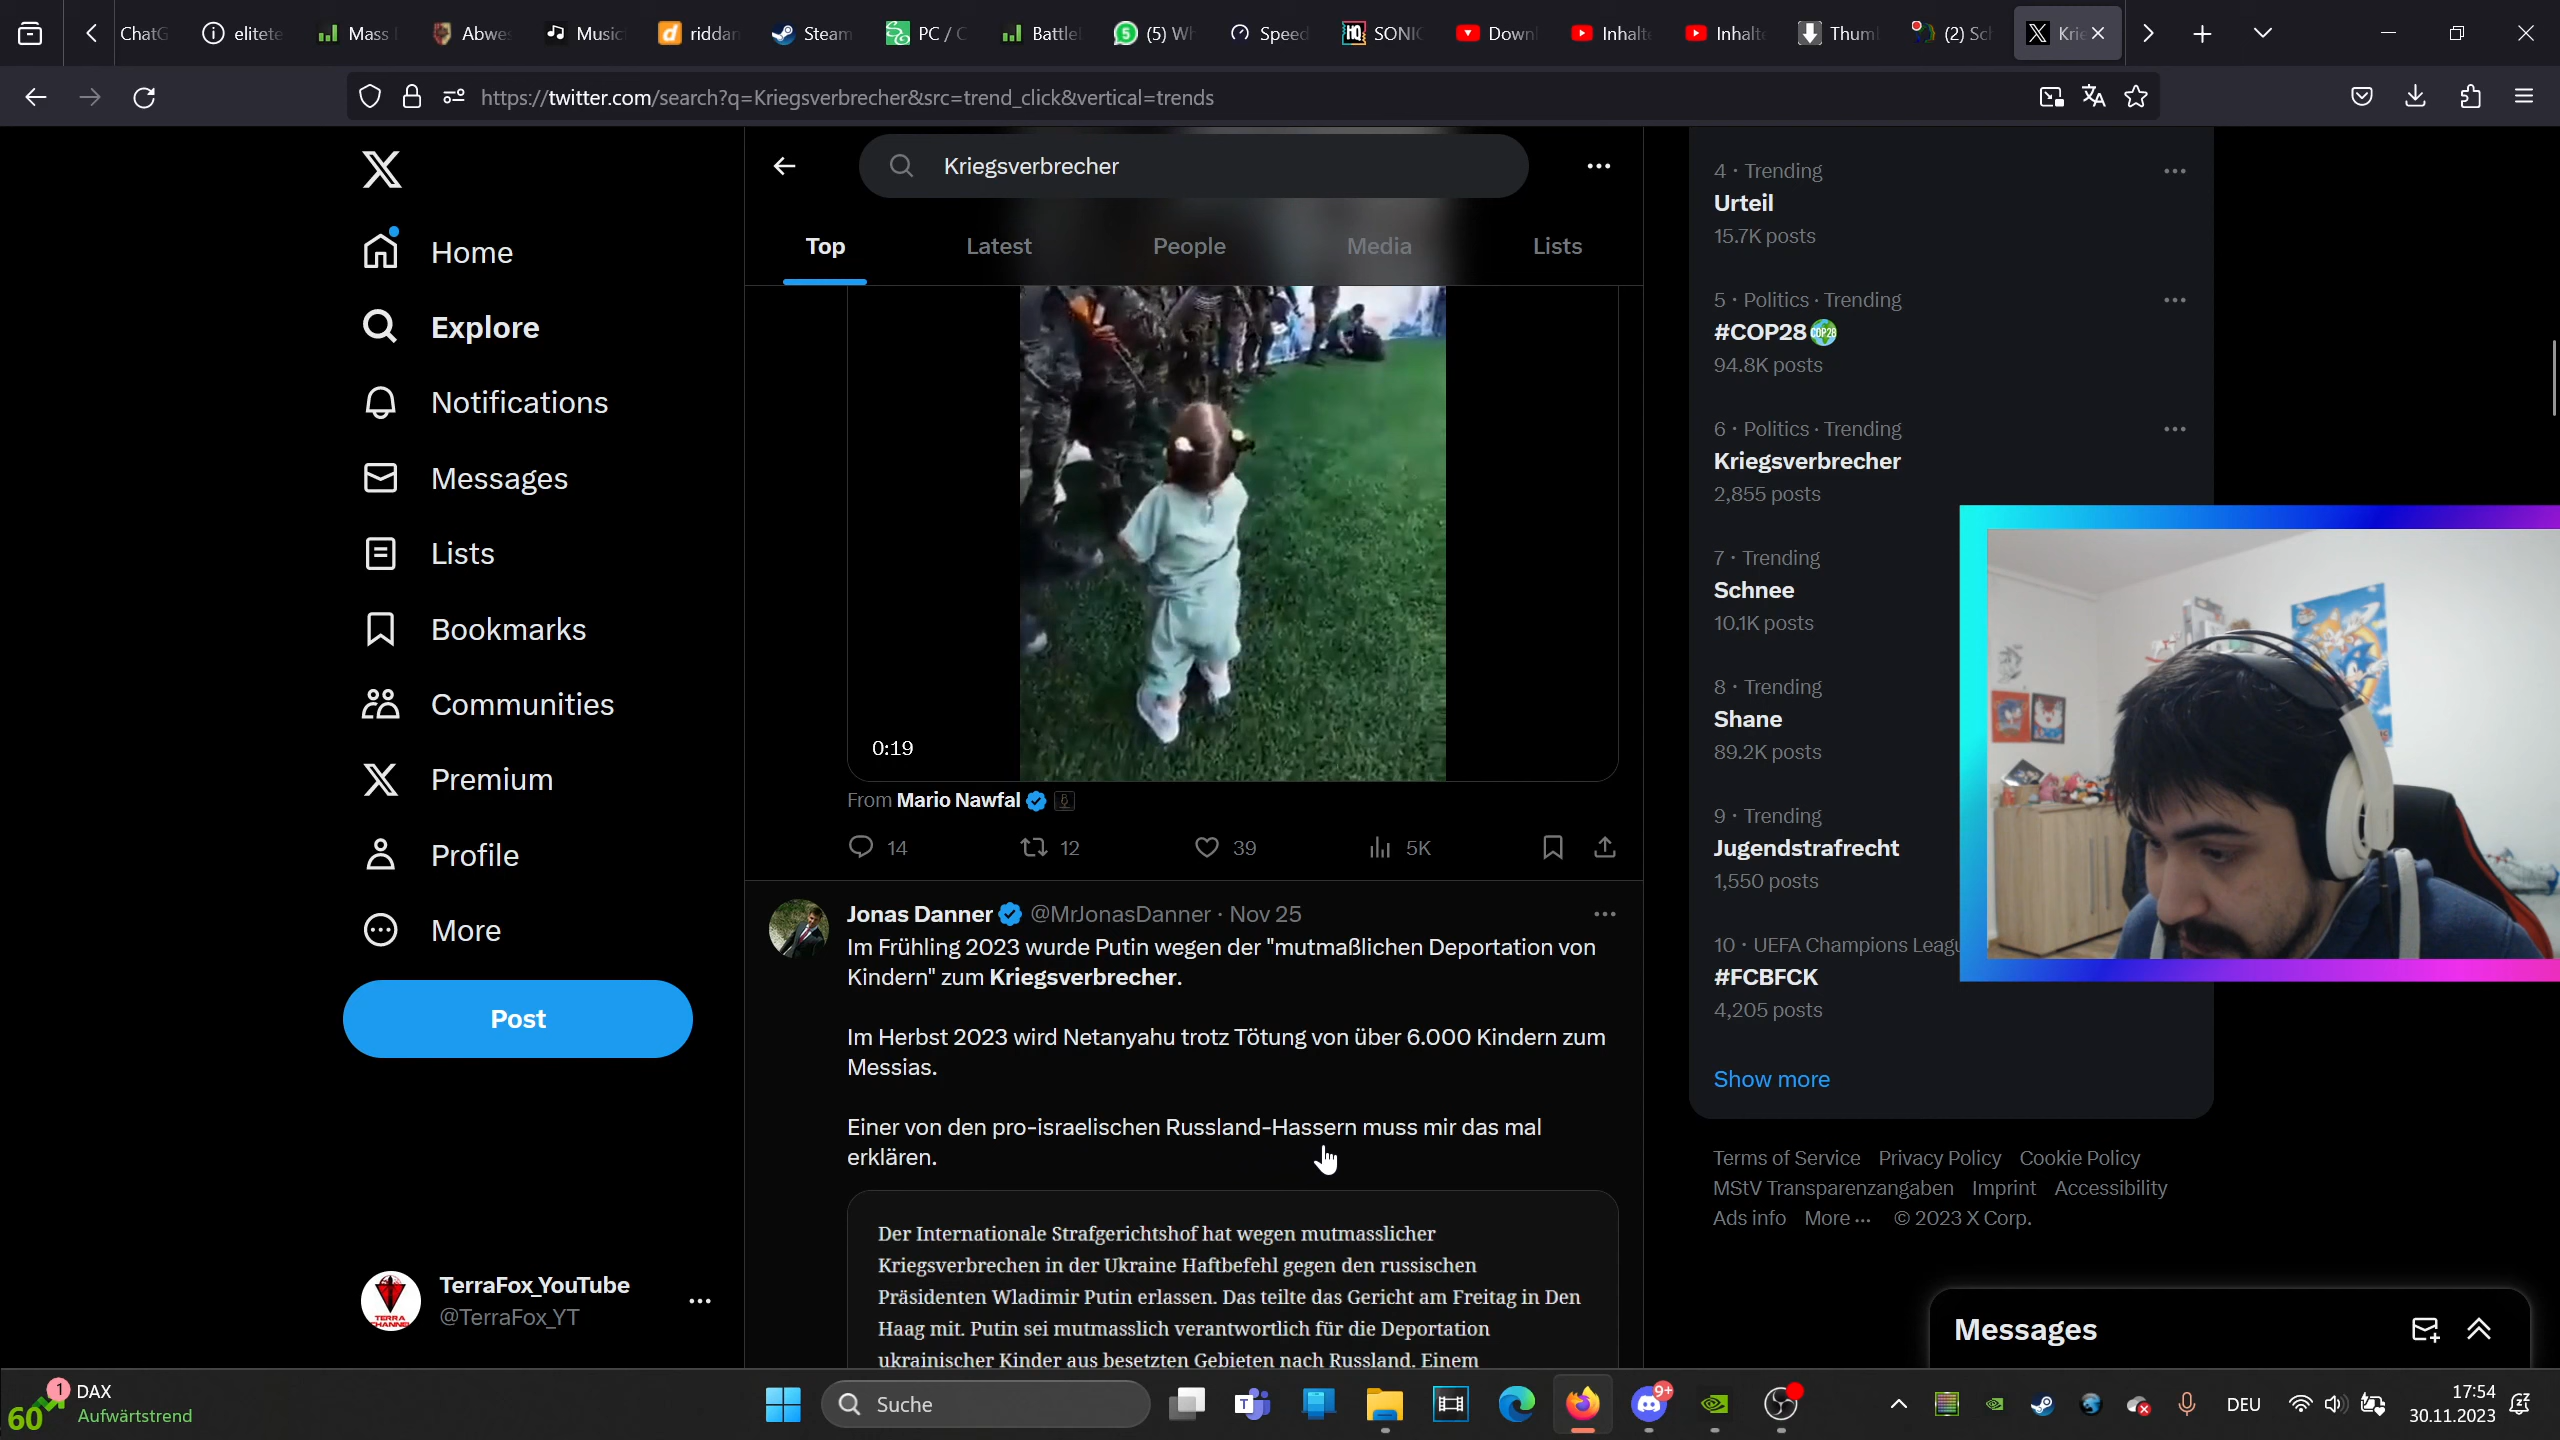 ChatG
elitete
Mass
Abwes
Music
riddan
Steam
PC / C
Battle
(5) Wh
Speed
SONIC
Down
Inhalt
Inhalt
Thum
(2) Sc
Krie
https://twitter.com/search?q=Kriegsverbrecher&src=trend_click&vertical=trends
Kriegsverbrecher
Top
Latest
People
Media
Lists
Home
Explore
Notifications
Messages
Lists
Bookmarks
Communities
Premium
Profile
More
Post
TerraFox_YouTube
@TerraFox_YT
0:19
From Mario Nawfal
14
12
39
5K
Jonas Danner @MrJonasDanner · Nov 25
Im Frühling 2023 wurde Putin wegen der "mutmaßlichen Deportation von
Kindern" zum Kriegsverbrecher.
Im Herbst 2023 wird Netanyahu trotz Tötung von über 6.000 Kindern zum
Messias.
Einer von den pro-israelischen Russland-Hassern muss mir das mal
erklären.
Der Internationale Strafgerichtshof hat wegen mutmasslicher
Kriegsverbrechen in der Ukraine Haftbefehl gegen den russischen
Präsidenten Wladimir Putin erlassen. Das teilte das Gericht am Freitag in Den
Haag mit. Putin sei mutmasslich verantwortlich für die Deportation
ukrainischer Kinder aus besetzten Gebieten nach Russland. Einem
4 · Trending
Urteil
15.7K posts
5 · Politics · Trending
#COP28
94.8K posts
6 · Politics · Trending
Kriegsverbrecher
2,855 posts
7 · Trending
Schnee
10.1K posts
8 · Trending
Shane
89.2K posts
9 · Trending
Jugendstrafrecht
1,550 posts
10 · UEFA Champions Leagu
#FCBFCK
4,205 posts
Show more
Terms of Service Privacy Policy Cookie Policy
MStV Transparenzangaben Imprint Accessibility
Ads info More ··· © 2023 X Corp.
Messages
60
1
DAX
Aufwärtstrend
Suche
9+
DEU
17:54
30.11.2023